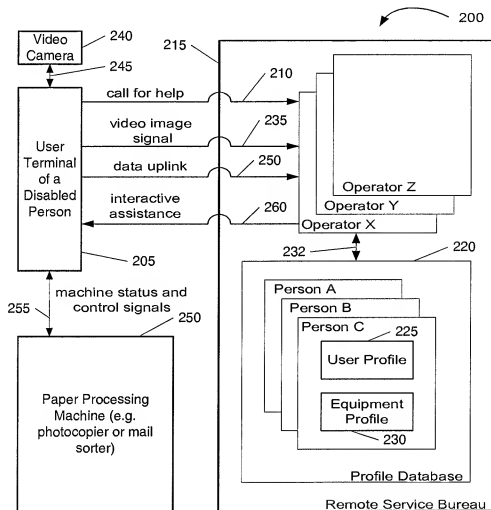 200
Video
Camera
240
215
245
call for help
210
User
Terminal
of a
Disabled
Person
video image
signal
235
data uplink
250
interactive
assistance
260
Operator Z
Operator Y
Operator X
232
220
205
machine status and
control signals
255
250
Person A
Person B
Person C
225
User Profile
Equipment
Profile
230
Paper Processing
Machine (e.g.
photocopier or mail
sorter)
Profile Database
Remote Service Bureau